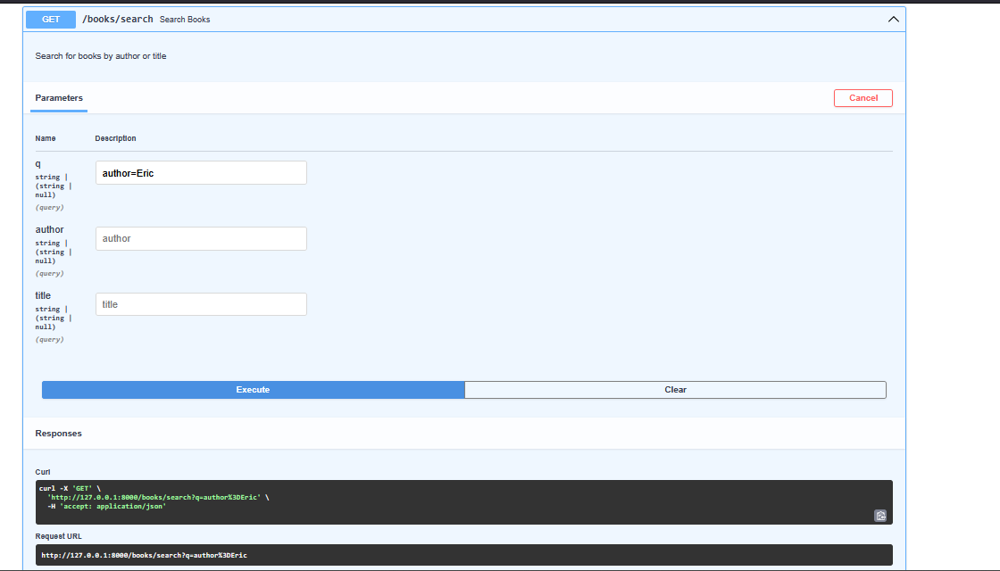 GET /books/search Search Books
Search for books by author or title
Parameters
Cancel
Name Description
q
string |
(string |
null)
(query)
author=Eric
author
string |
(string |
null)
(query)
author
title
string |
(string |
null)
(query)
title
Execute
Clear
Responses
Curl
curl -X 'GET' \
'http://127.0.0.1:8000/books/search?q=author%3DEric' \
-H 'accept: application/json'
Request URL
http://127.0.0.1:8000/books/search?q=author%3DEric